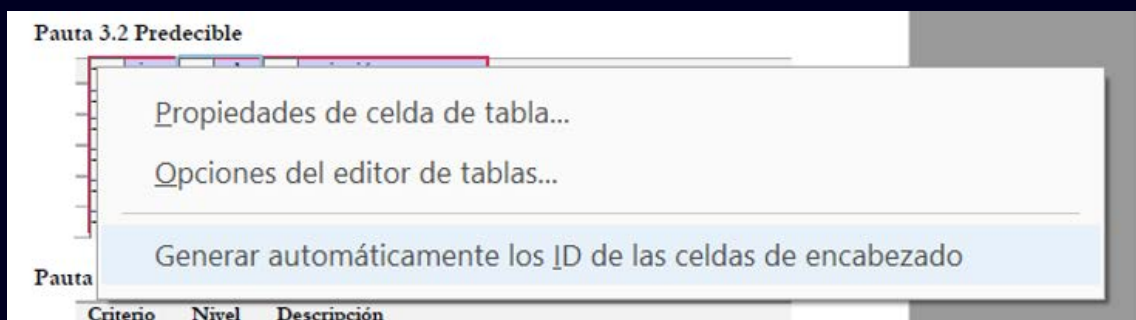 Pauta 3.2 Predecible
Propiedades de celda de tabla...
Opciones del editor de tablas...
Generar automáticamente los ID de las celdas de encabezado
Pauta
Criterio Nivel Descripción